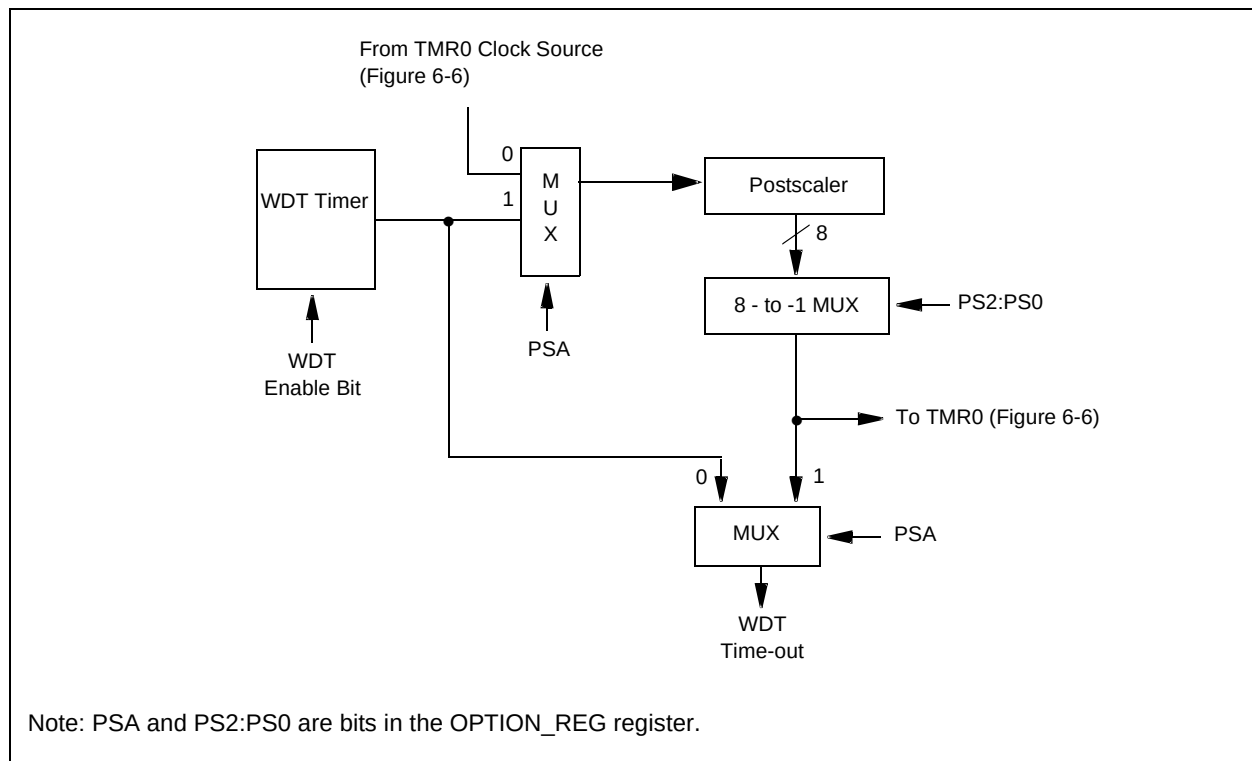 From TMR0 Clock Source
(Figure 6-6)
0
1
M
U
X
WDT Timer
Postscaler
8
8 - to -1 MUX
PS2:PS0
PSA
WDT
Enable Bit
To TMR0 (Figure 6-6)
0
1
MUX
PSA
WDT
Time-out
Note: PSA and PS2:PS0 are bits in the OPTION_REG register.